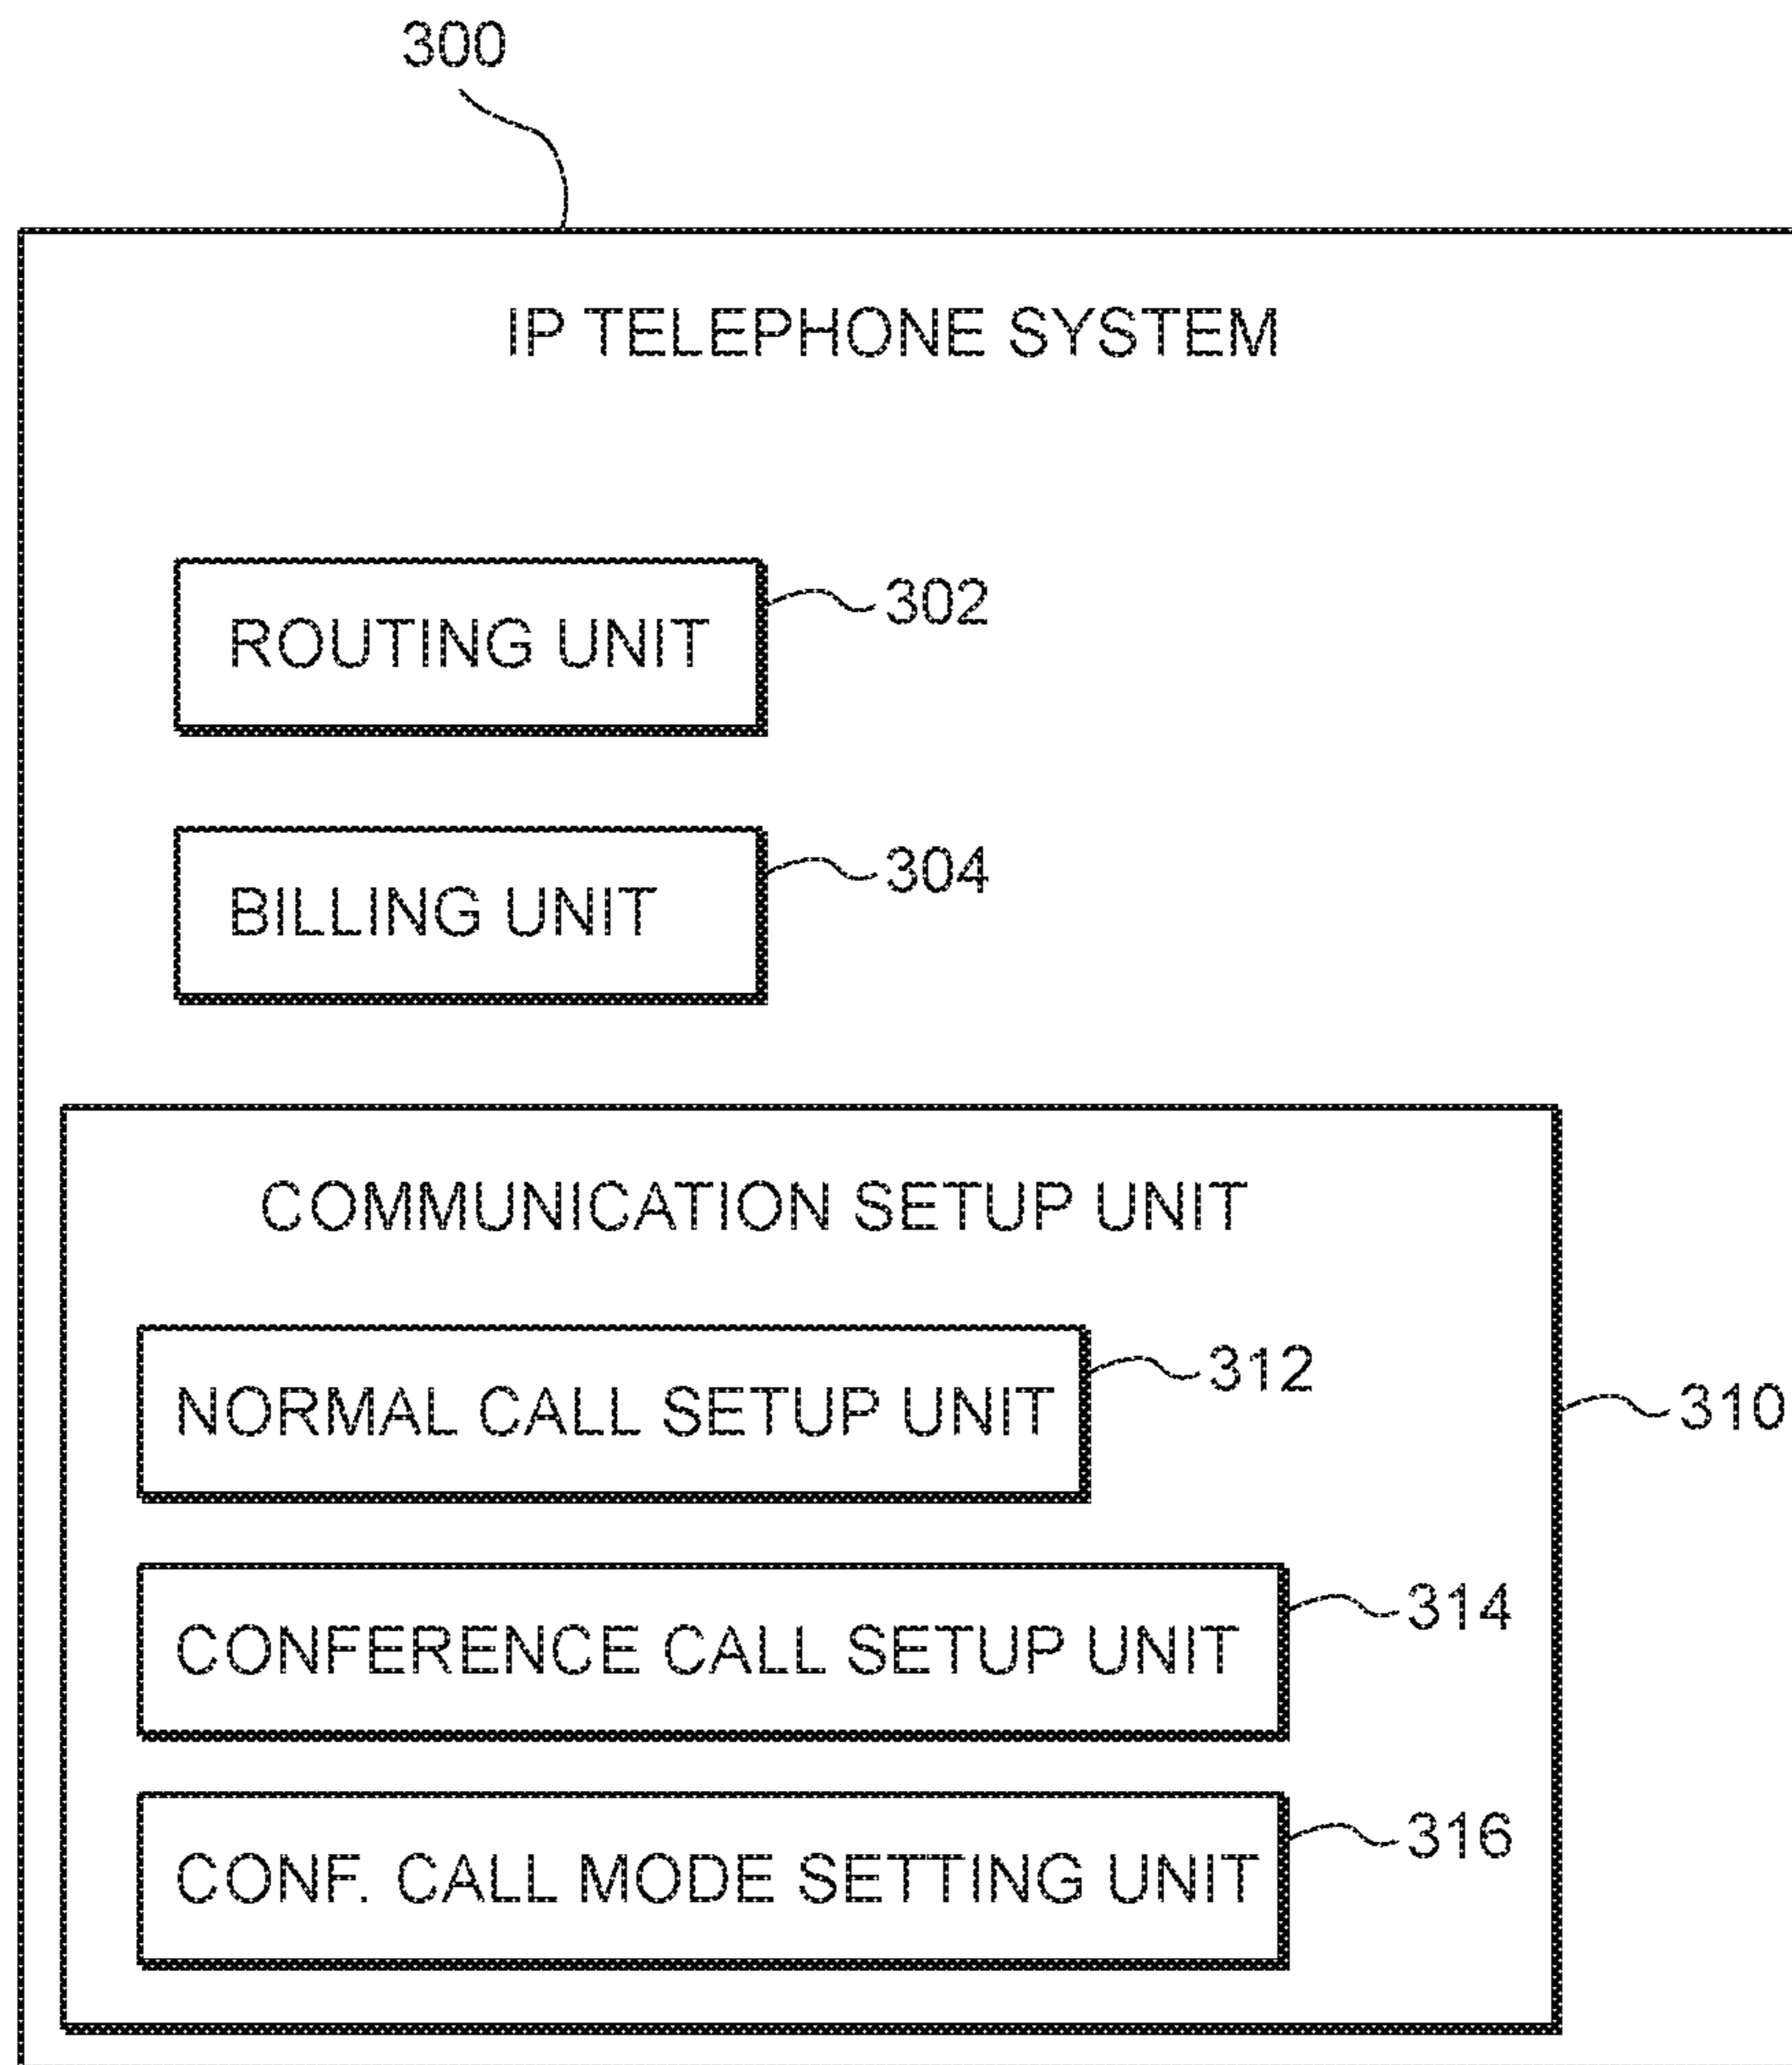 300
IP TELEPHONE SYSTEM
ROUTING UNIT
302
BILLING UNIT
304
COMMUNICATION SETUP UNIT
NORMAL CALL SETUP UNIT
312
310
CONFERENCE CALL SETUP UNIT
314
CONF. CALL MODE SETTING UNIT
316